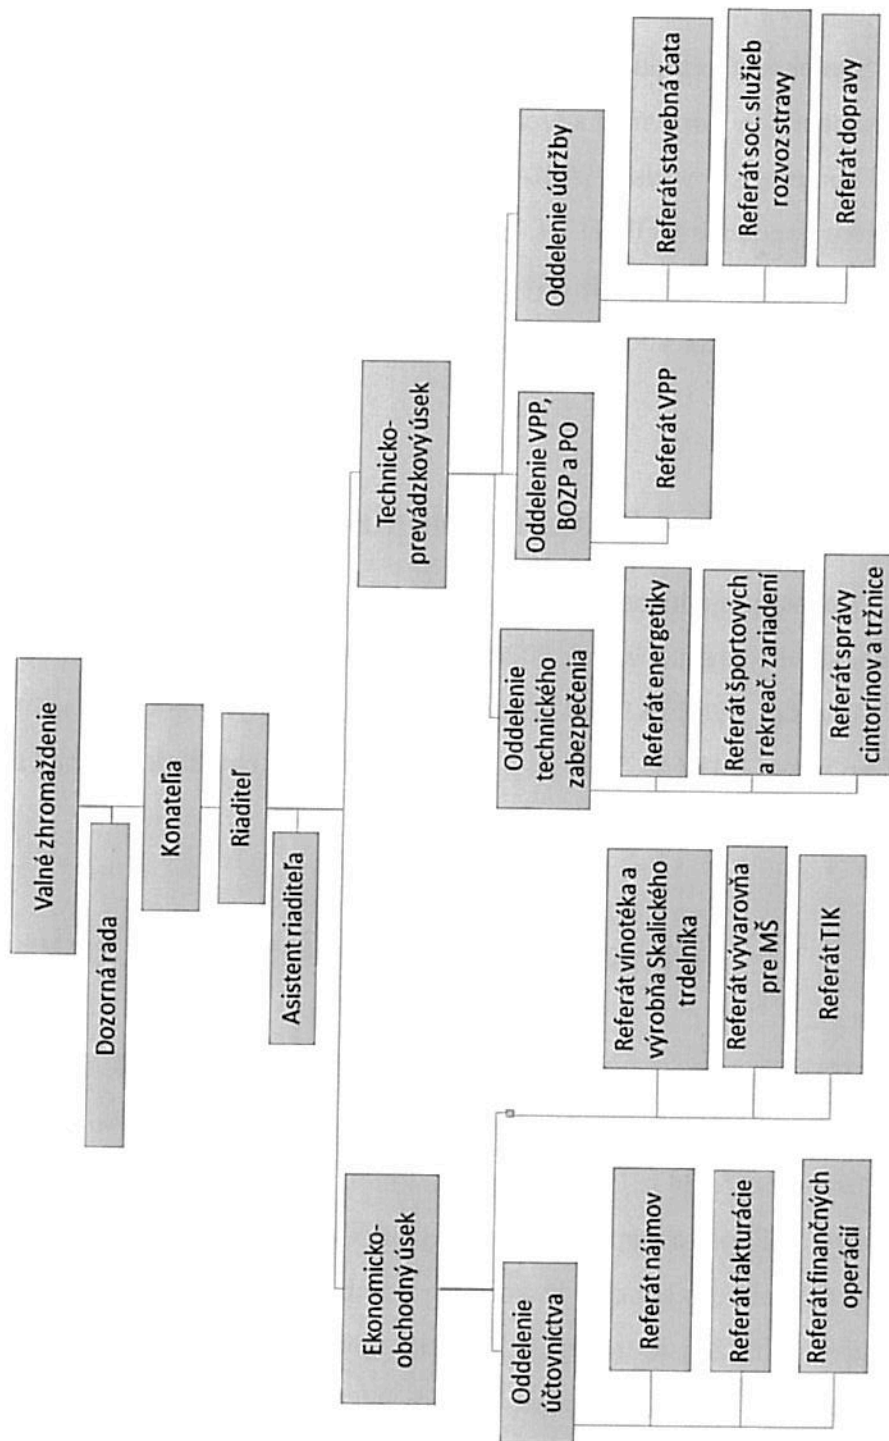 Valné zhromaždenie
Dozorná rada
Konatelia
Riaditeľ
Asistent riaditeľa
Ekonomicko-
obchodný úsek
Technicko-
prevádzkový úsek
Oddelenie
účtovníctva
Referát nájmov
Referát fakturácie
Referát finančných
operácií
Referát vínotéka a
výrobňa Skalického
trdelníka
Referát vývarovňa
pre MŠ
Referát TIK
Oddelenie
technického
zabezpečenia
Referát energetiky
Referát športových
a rekreač. zariadení
Referát správy
cintorínov a tržnice
Oddelenie VPP,
BOZP a PO
Referát VPP
Oddelenie údržby
Referát stavebná čata
Referát soc. služieb
rozvoz stravy
Referát dopravy